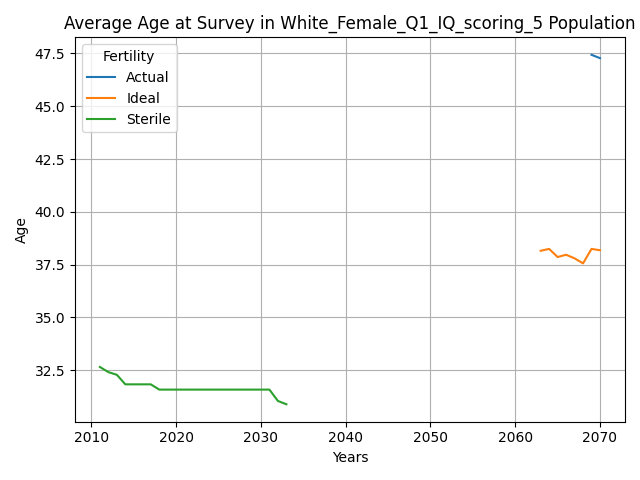 Average Age at Survey in White_Female_Q1_IQ_scoring_5 Population
Fertility
Actual
Ideal
Sterile
47.5
45.0
42.5
40.0
37.5
35.0
32.5
Age
2010 2020 2030 2040 2050 2060 2070
Years